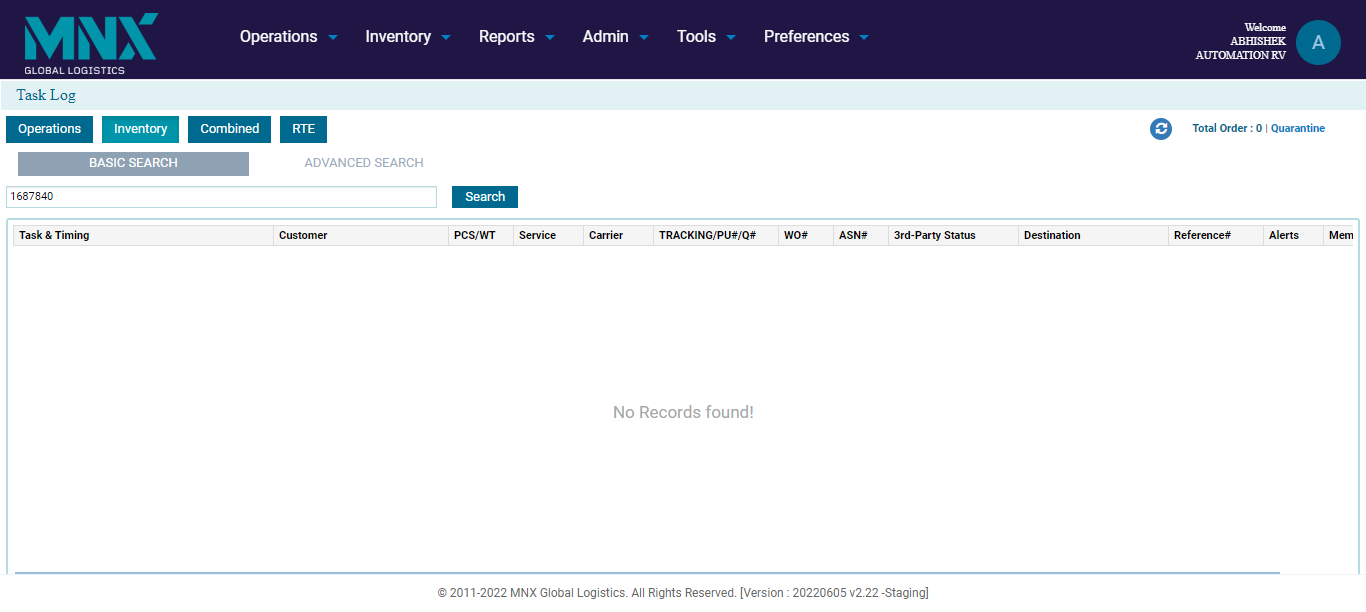 MNX
GLOBAL LOGISTICS
Operations Inventory Reports Admin Tools Preferences
Welcome
ABHISHEK
AUTOMATION RV
A
Task Log
Operations Inventory Combined RTE
Total Order : 0 | Quarantine
BASIC SEARCH ADVANCED SEARCH
1687840 Search
Task & Timing Customer PCS/WT Service Carrier TRACKING/PU#/Q# WO# ASN# 3rd-Party Status Destination Reference# Alerts Mem
No Records found!
© 2011-2022 MNX Global Logistics. All Rights Reserved. [Version : 20220605 v2.22 -Staging]